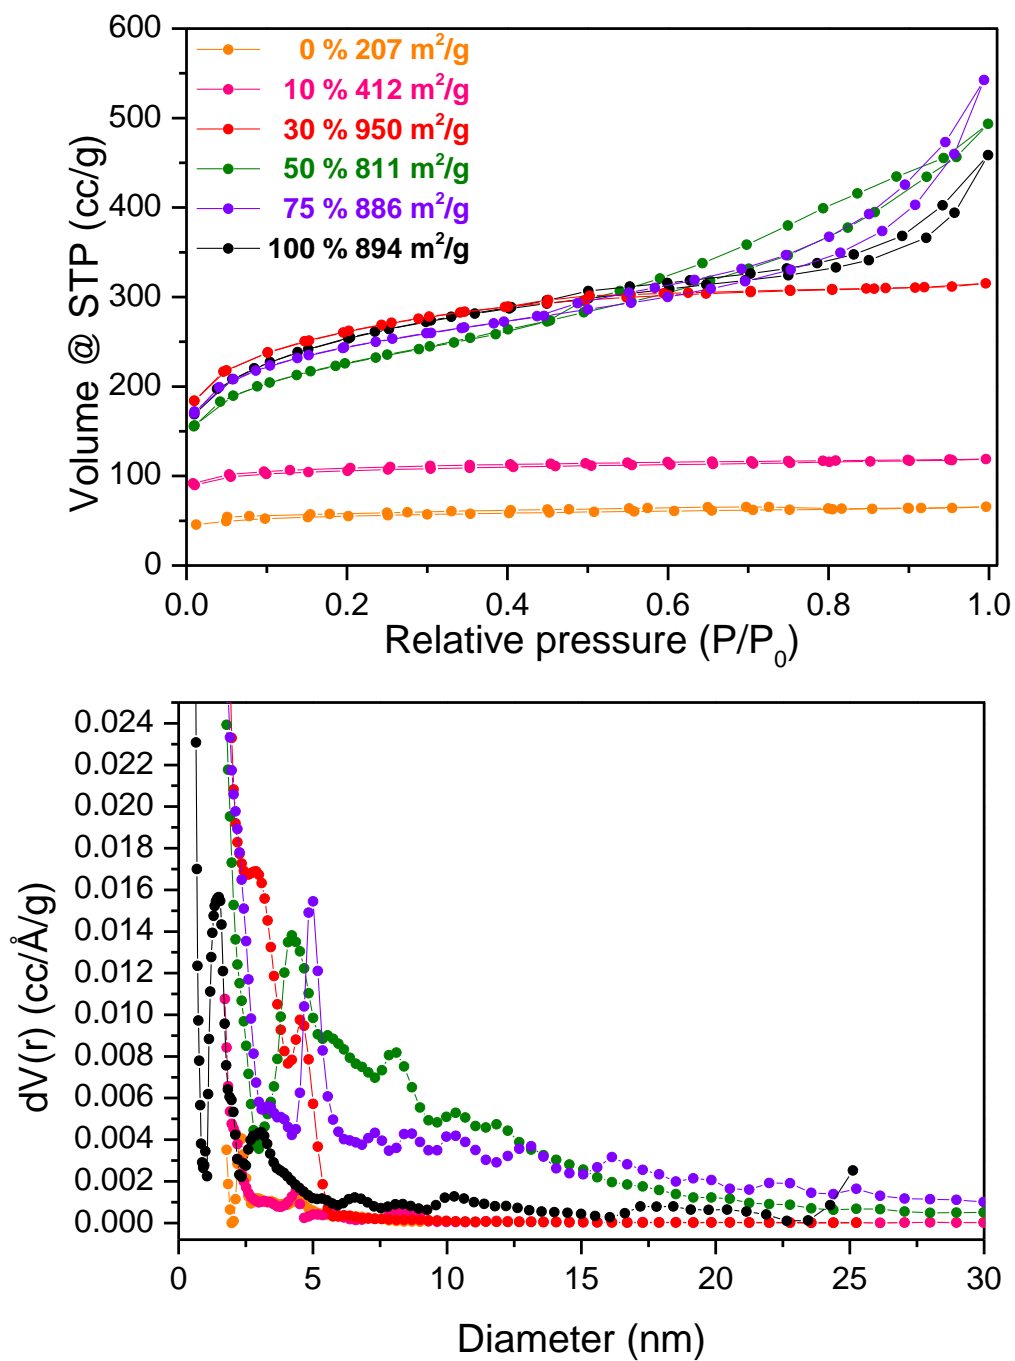 600
500
400
300
200
100
0
Volume @ STP (cc/g)
0 % 207 m²/g
10 % 412 m²/g
30 % 950 m²/g
50 % 811 m²/g
75 % 886 m²/g
100 % 894 m²/g
0.0 0.2 0.4 0.6 0.8 1.0
Relative pressure (P/P₀)
0.024
0.022
0.020
0.018
0.016
0.014
0.012
0.010
0.008
0.006
0.004
0.002
0.000
dV(r) (cc/Å/g)
0 5 10 15 20 25 30
Diameter (nm)